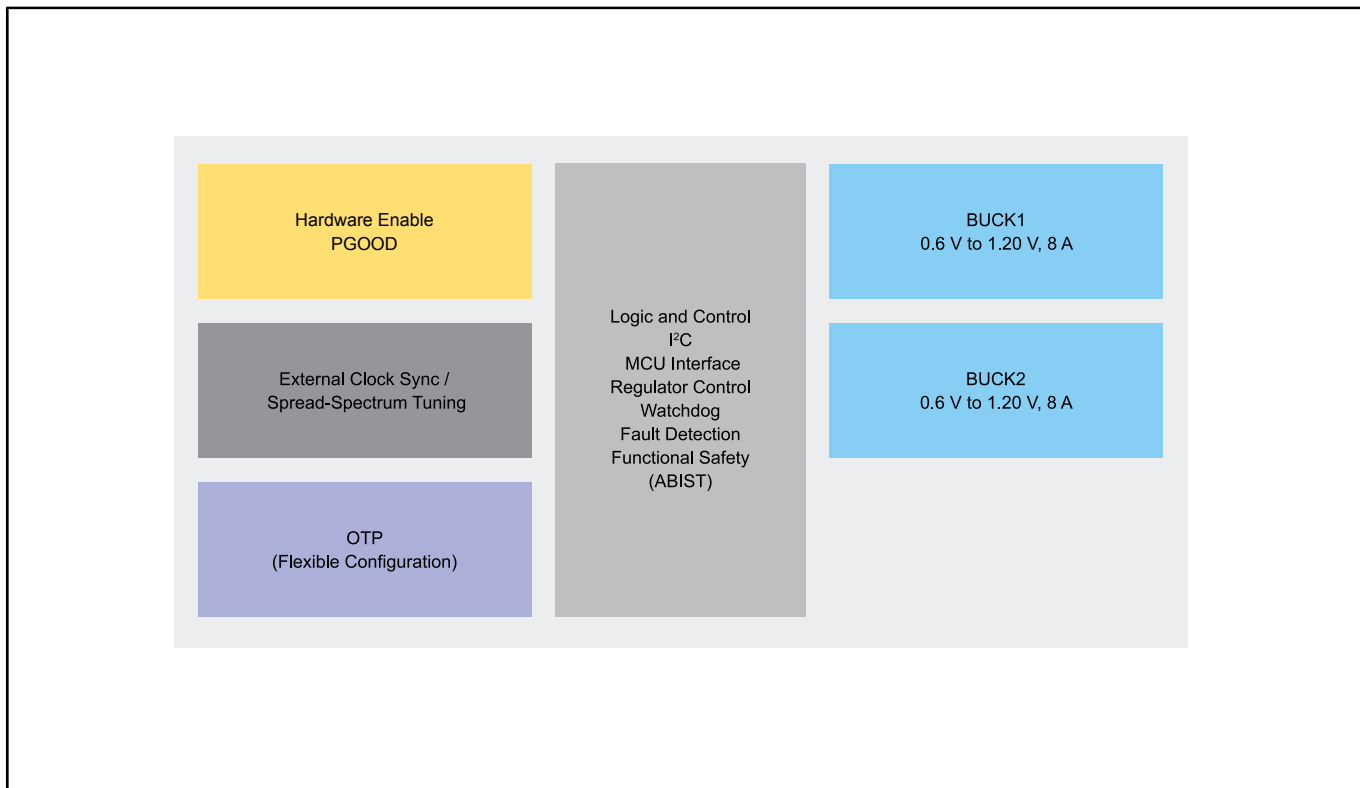 Hardware Enable
PGOOD
External Clock Sync /
Spread-Spectrum Tuning
OTP
(Flexible Configuration)
Logic and Control
I²C
MCU Interface
Regulator Control
Watchdog
Fault Detection
Functional Safety
(ABIST)
BUCK1
0.6 V to 1.20 V, 8 A
BUCK2
0.6 V to 1.20 V, 8 A